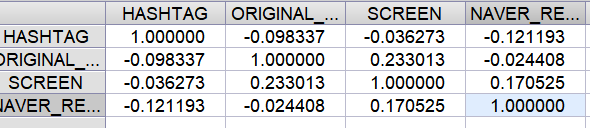 HASHTAG ORIGINAL_... SCREEN NAVER_RE...
HASHTAG 1.000000 -0.098337 -0.036273 -0.121193
ORIGINAL_... -0.098337 1.000000 0.233013 -0.024408
SCREEN -0.036273 0.233013 1.000000 0.170525
NAVER_RE... -0.121193 -0.024408 0.170525 1.000000